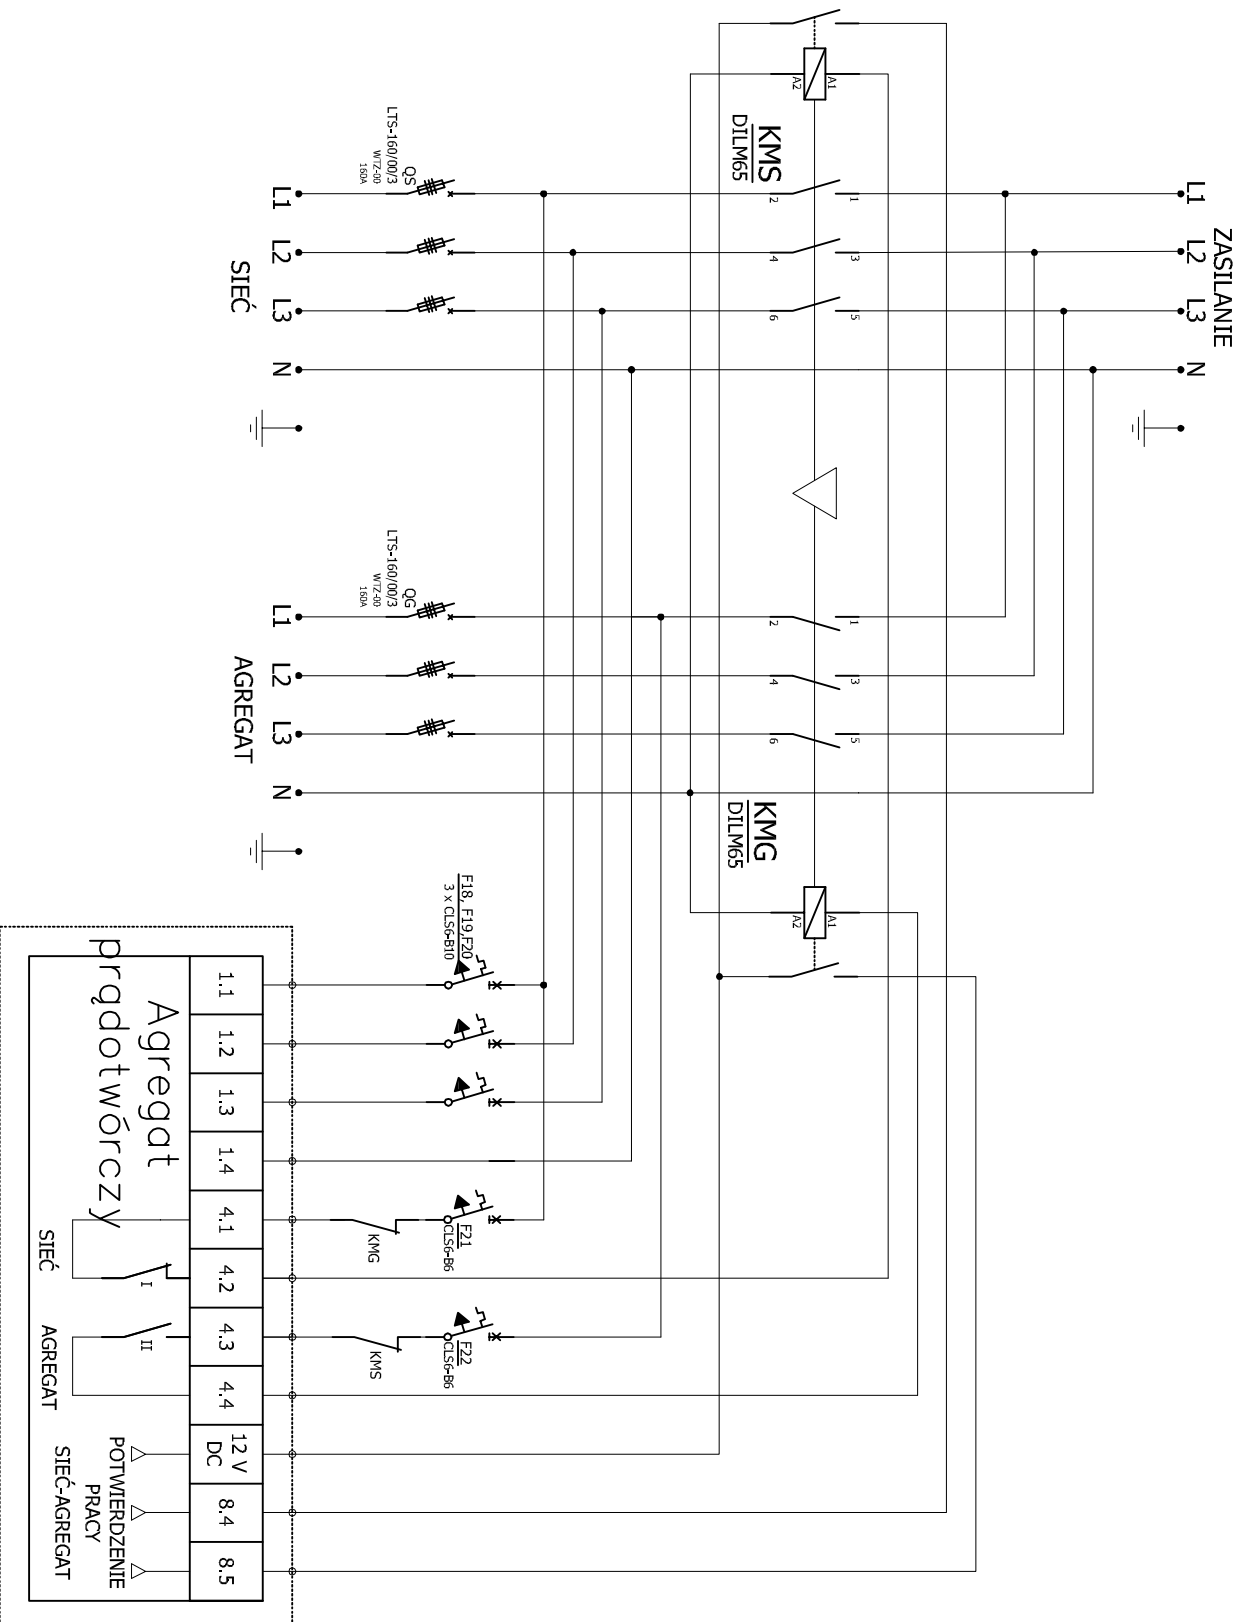 ZASILANIE
L1
L2
L3
N
A1
A2
KMS
DILM65
1
2
3
4
5
6
QS
LTS-160/00/3
WTZ-00
160A
L1
L2
L3
N
SIEĆ
1
2
3
4
5
6
KMG
DILM65
A1
A2
QG
LTS-160/00/3
WTZ-00
160A
L1
L2
L3
N
AGREGAT
F18, F19,F20
3 x CLS6-B10
F21
CLS6-B6
KMG
F22
CLS6-B6
KMS
1.1
1.2
1.3
1.4
4.1
4.2
4.3
4.4
12 V
DC
8.4
8.5
Agregat
prądotwórczy
I
II
SIEĆ
AGREGAT
POTWIERDZENIE
PRACY
SIEĆ-AGREGAT